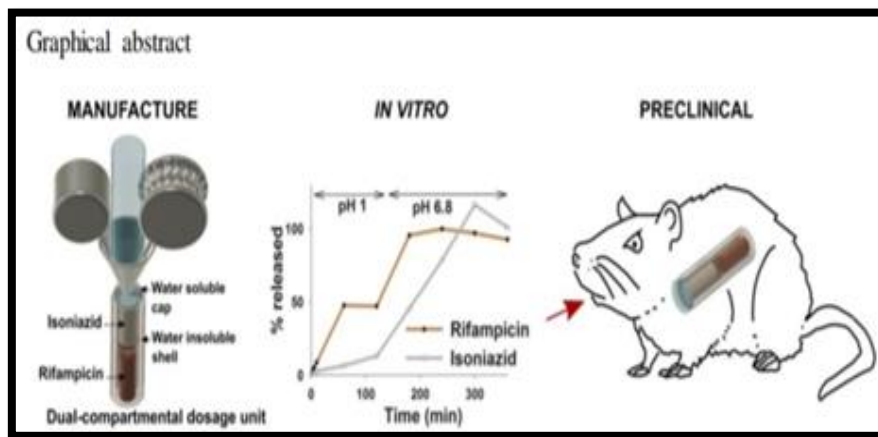 Graphical abstract
MANUFACTURE
Water soluble
cap
Isoniazid
Water insoluble
shell
Rifampicin
Dual-compartmental dosage unit
IN VITRO
pH 1
pH 6.8
% released
100
50
0
Rifampicin
Isoniazid
0
100
200
300
Time (min)
PRECLINICAL